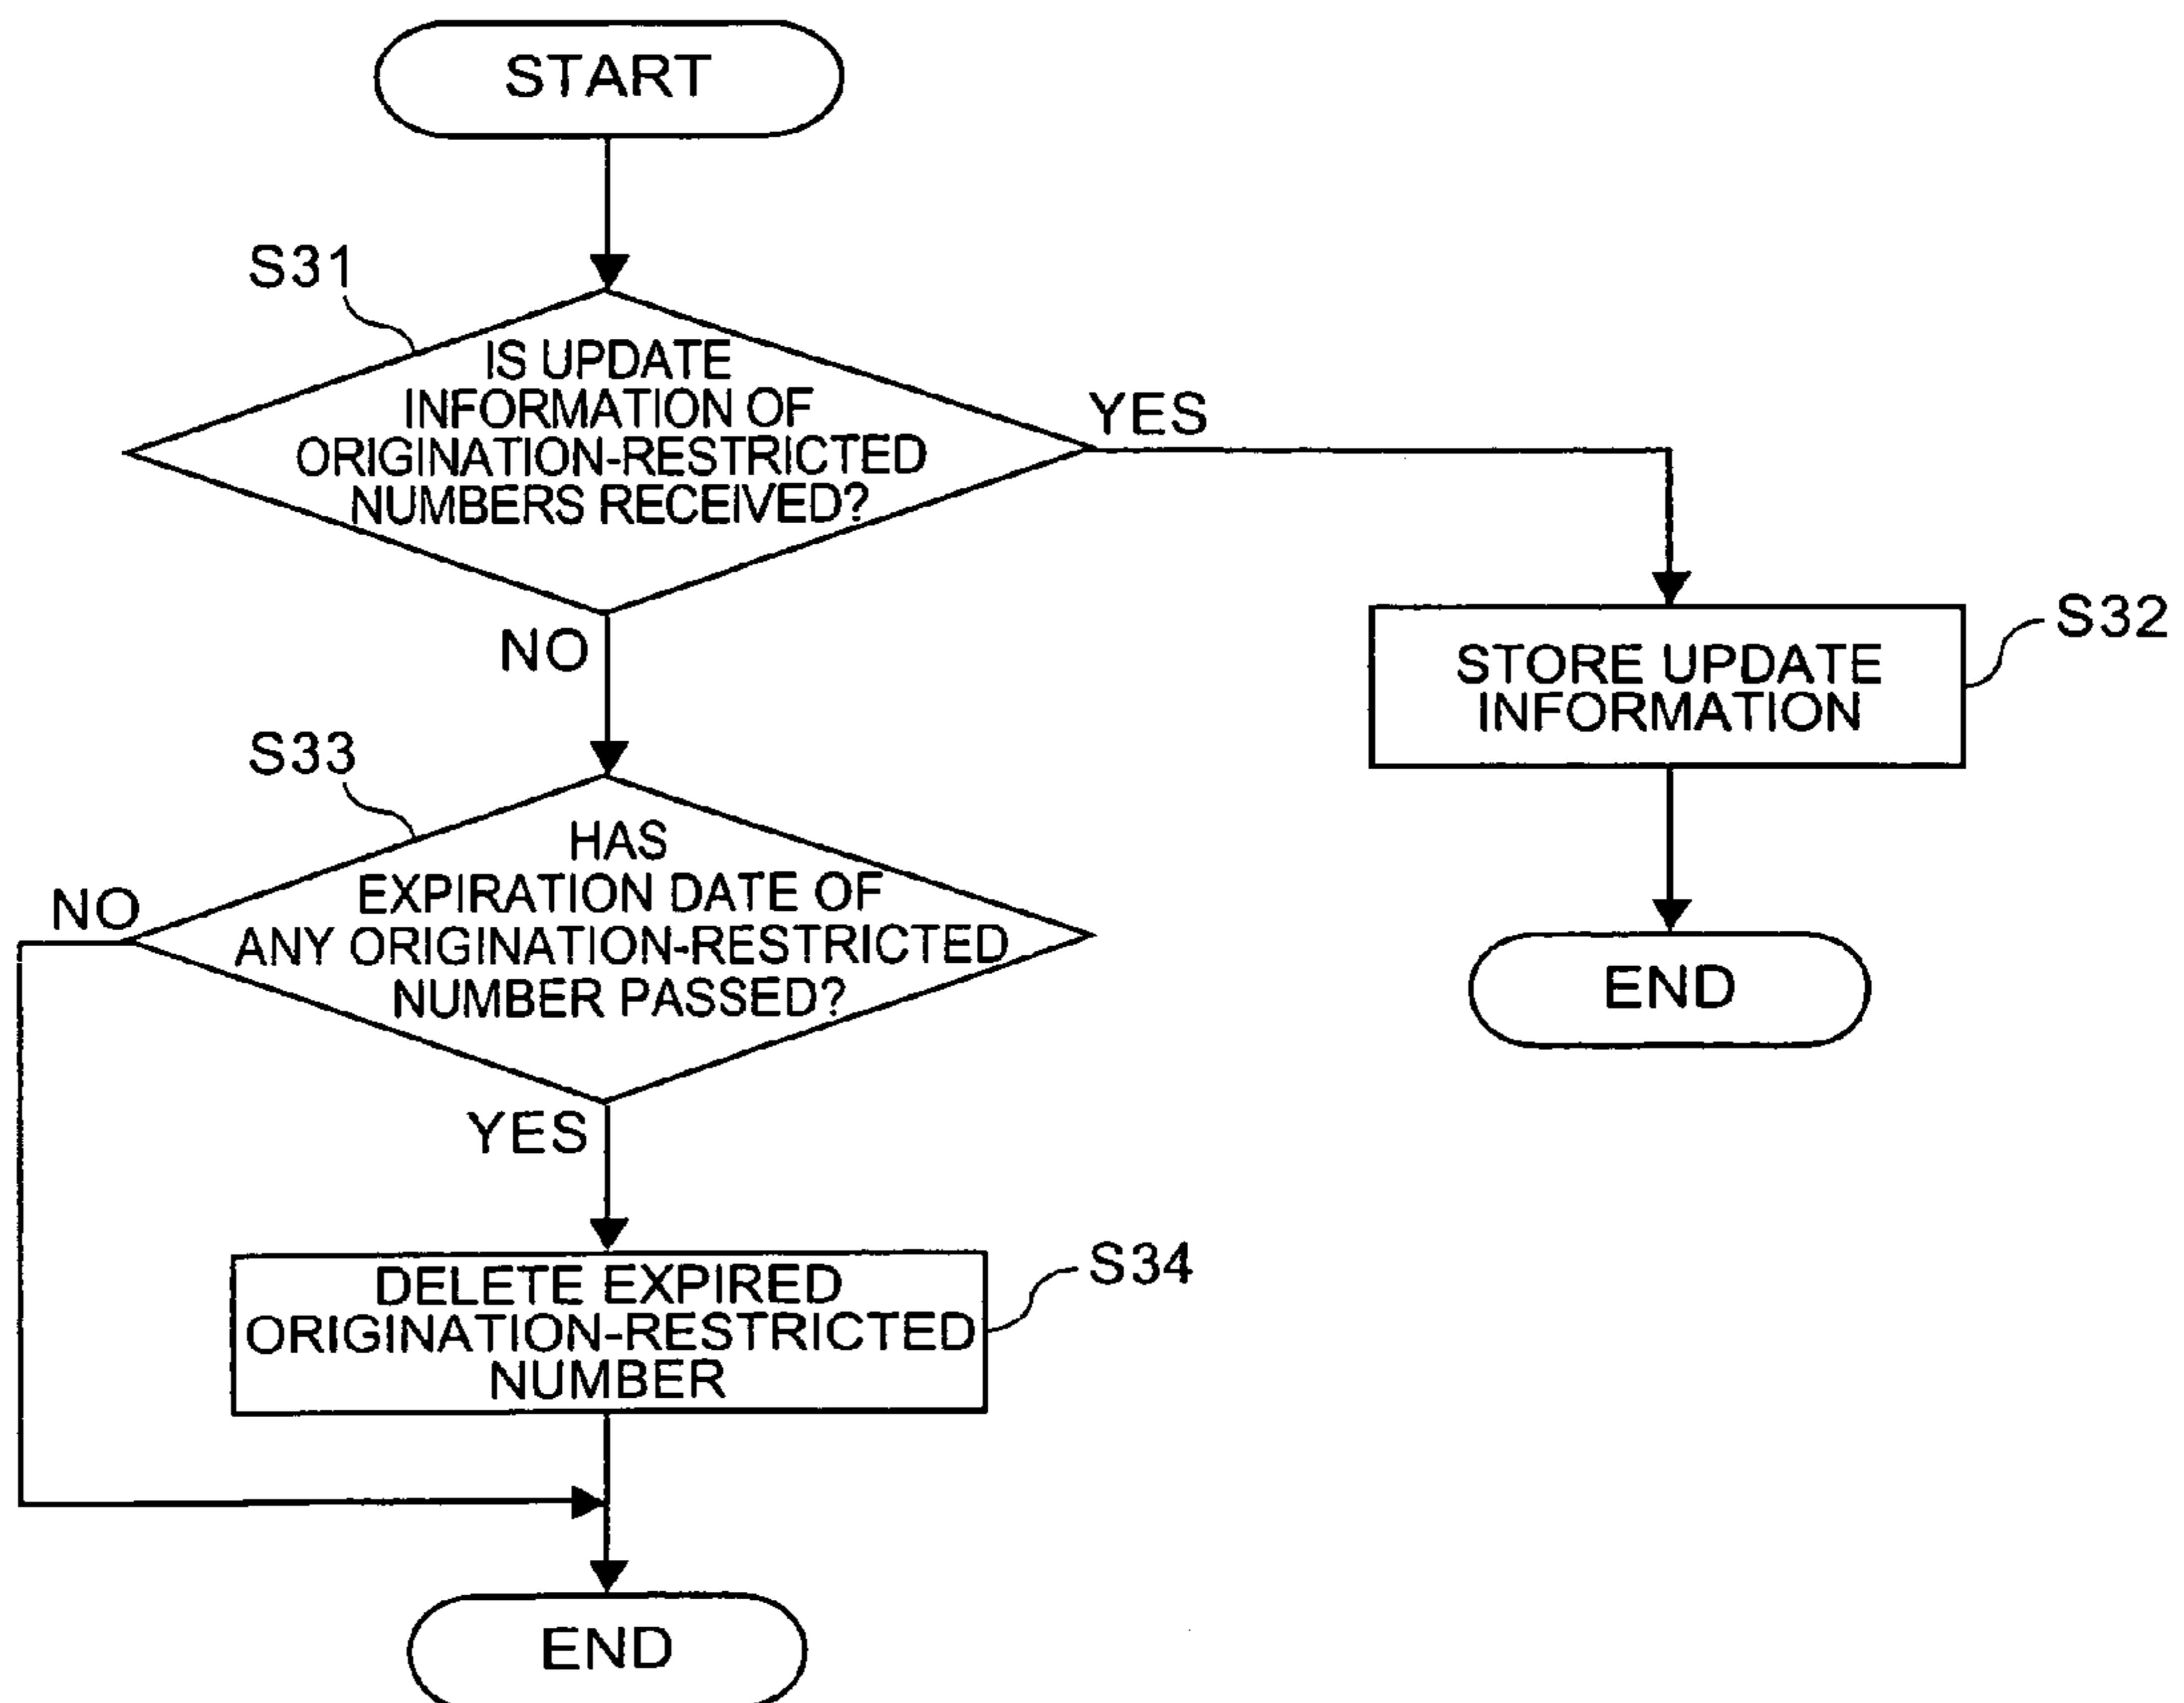 START
S31
IS UPDATE
INFORMATION OF
ORIGINATION-RESTRICTED
NUMBERS RECEIVED?
YES
NO
S32
STORE UPDATE
INFORMATION
END
S33
HAS
EXPIRATION DATE OF
ANY ORIGINATION-RESTRICTED
NUMBER PASSED?
NO
YES
S34
DELETE EXPIRED
ORIGINATION-RESTRICTED
NUMBER
END